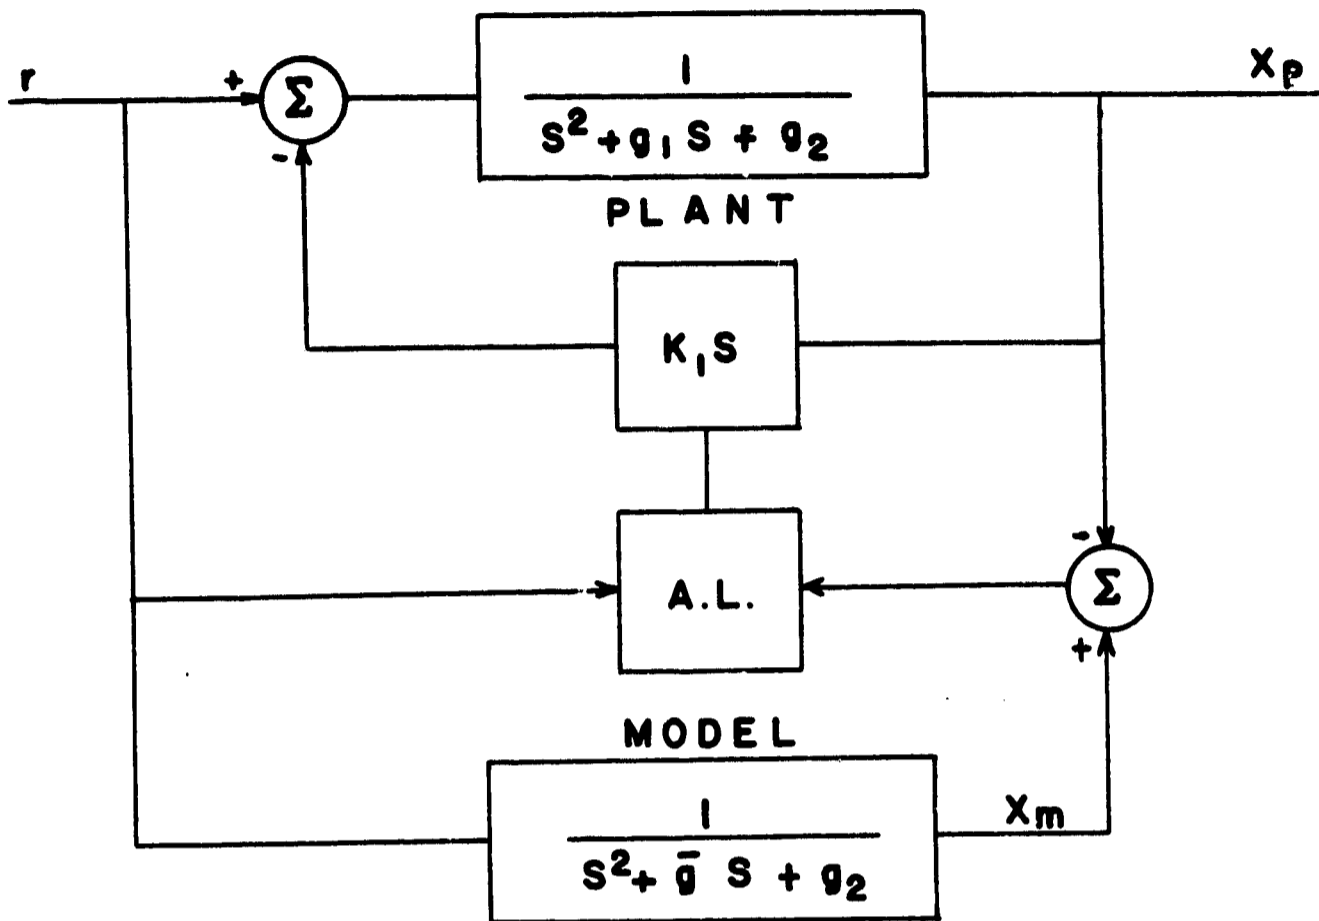 r
+
Σ
-
1
S² + g₁ S + g₂
PLANT
Xp
K₁S
A.L.
-
Σ
+
MODEL
1
S² + ḡ S + g₂
Xm